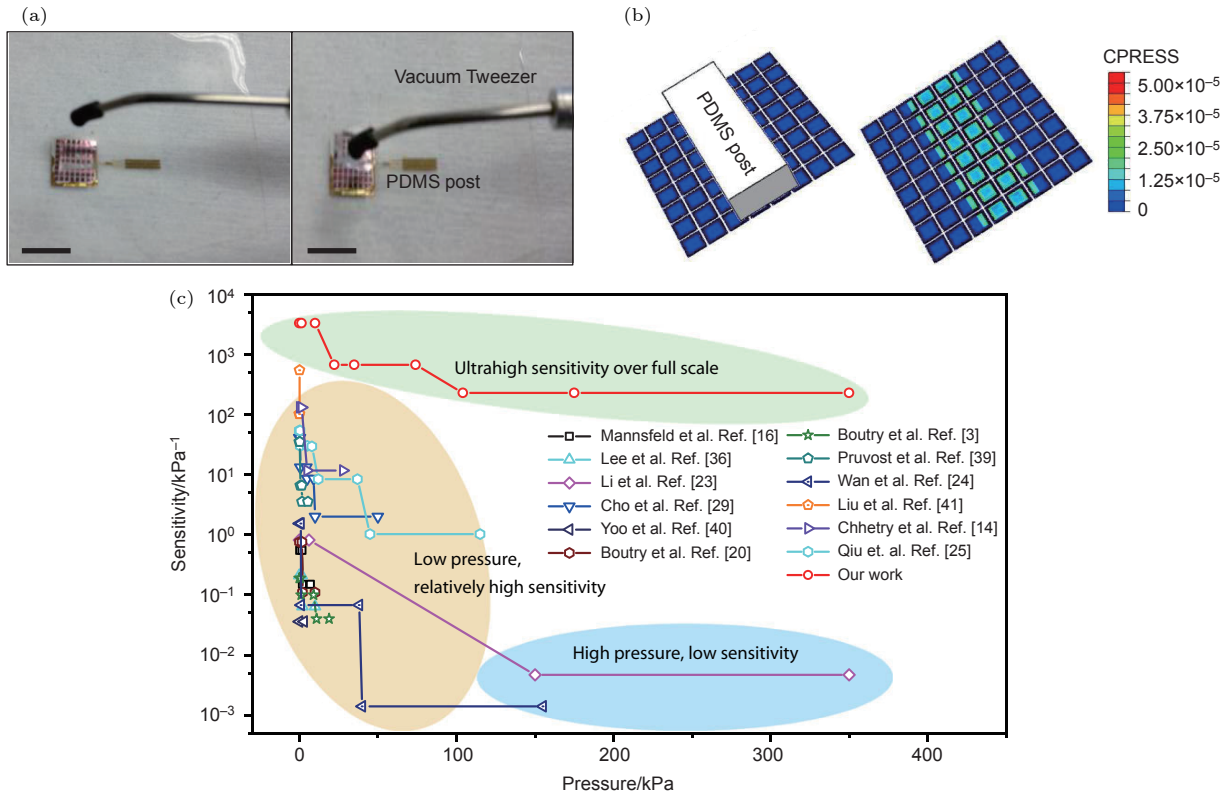 (a)
Vacuum Tweezer
PDMS post
(b)
PDMS post
CPRESS
5.00×10⁻⁵
3.75×10⁻⁵
2.50×10⁻⁵
1.25×10⁻⁵
0
(c)
Sensitivity/kPa⁻¹
10⁴
10³
10²
10¹
10⁰
10⁻¹
10⁻²
10⁻³
Ultrahigh sensitivity over full scale
Mannsfeld et al. Ref. [16]
Lee et al. Ref. [36]
Li et al. Ref. [23]
Cho et al. Ref. [29]
Yoo et al. Ref. [40]
Boutry et al. Ref. [20]
Boutry et al. Ref. [3]
Pruvost et al. Ref. [39]
Wan et al. Ref. [24]
Liu et al. Ref. [41]
Chhetry et al. Ref. [14]
Qiu et. al. Ref. [25]
Our work
Low pressure,
relatively high sensitivity
High pressure, low sensitivity
0
100
200
300
400
Pressure/kPa